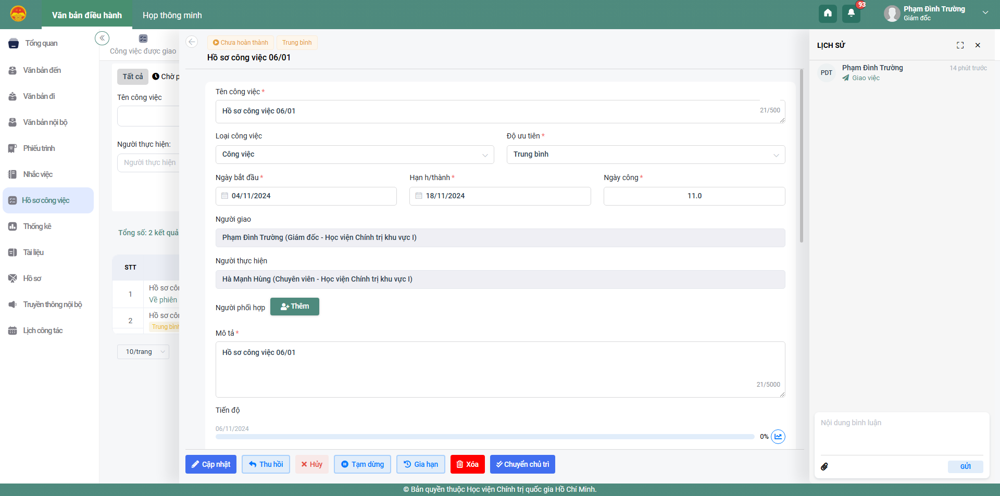 Văn bản điều hành
Họp thông minh
93
Phạm Đình Trường
Giám đốc
Tổng quan
Văn bản đến
Văn bản đi
Văn bản nội bộ
Phiếu trình
Nhắc việc
Hồ sơ công việc
Thống kê
Tài liệu
Hồ sơ
Truyền thông nội bộ
Lịch công tác
Công việc được giao
Tất cả
Chờ p
Tên công việc
Người thực hiện:
Người thực hiện
Tổng số: 2 kết quả
STT
1
Hồ sơ côn
Về phiên
2
Hồ sơ côn
Trung bình
10/trang
Chưa hoàn thành
Trung bình
Hồ sơ công việc 06/01
Tên công việc *
Hồ sơ công việc 06/01
21/500
Loại công việc
Độ ưu tiên *
Công việc
Trung bình
Ngày bắt đầu *
Hạn h/thành *
Ngày công *
04/11/2024
18/11/2024
11.0
Người giao
Phạm Đình Trường (Giám đốc - Học viện Chính trị khu vực I)
Người thực hiện
Hà Mạnh Hùng (Chuyên viên - Học viện Chính trị khu vực I)
Người phối hợp
Thêm
Mô tả *
Hồ sơ công việc 06/01
21/5000
Tiến độ
06/11/2024
0%
Cập nhật
Thu hồi
Hủy
Tạm dừng
Gia hạn
Xóa
Chuyển chủ trì
LỊCH SỬ
PDT
Phạm Đình Trường
14 phút trước
Giao việc
Nội dung bình luận
GỬI
© Bản quyền thuộc Học viện Chính trị quốc gia Hồ Chí Minh.